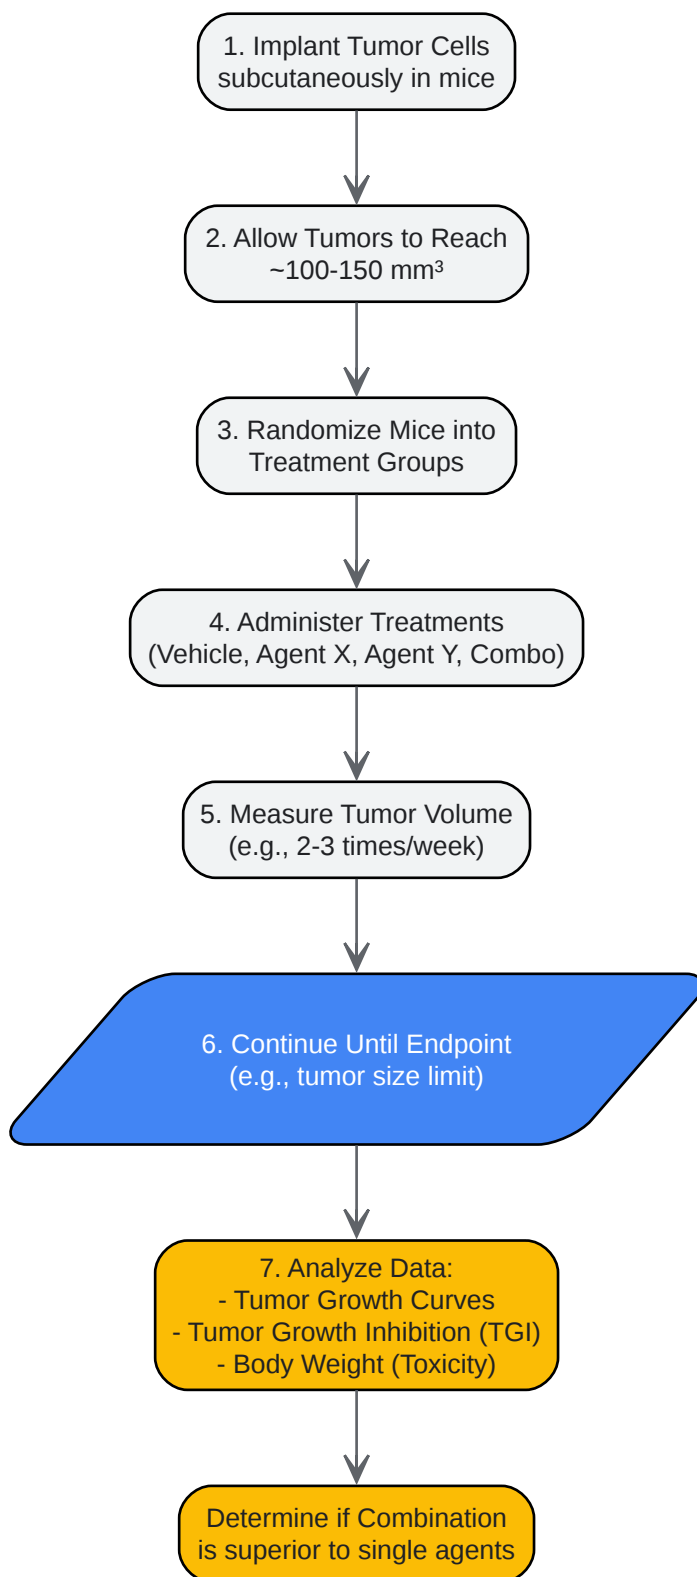 1. Implant Tumor Cells
subcutaneously in mice
2. Allow Tumors to Reach
~100-150 mm³
3. Randomize Mice into
Treatment Groups
4. Administer Treatments
(Vehicle, Agent X, Agent Y, Combo)
5. Measure Tumor Volume
(e.g., 2-3 times/week)
6. Continue Until Endpoint
(e.g., tumor size limit)
7. Analyze Data:
- Tumor Growth Curves
- Tumor Growth Inhibition (TGI)
- Body Weight (Toxicity)
Determine if Combination
is superior to single agents